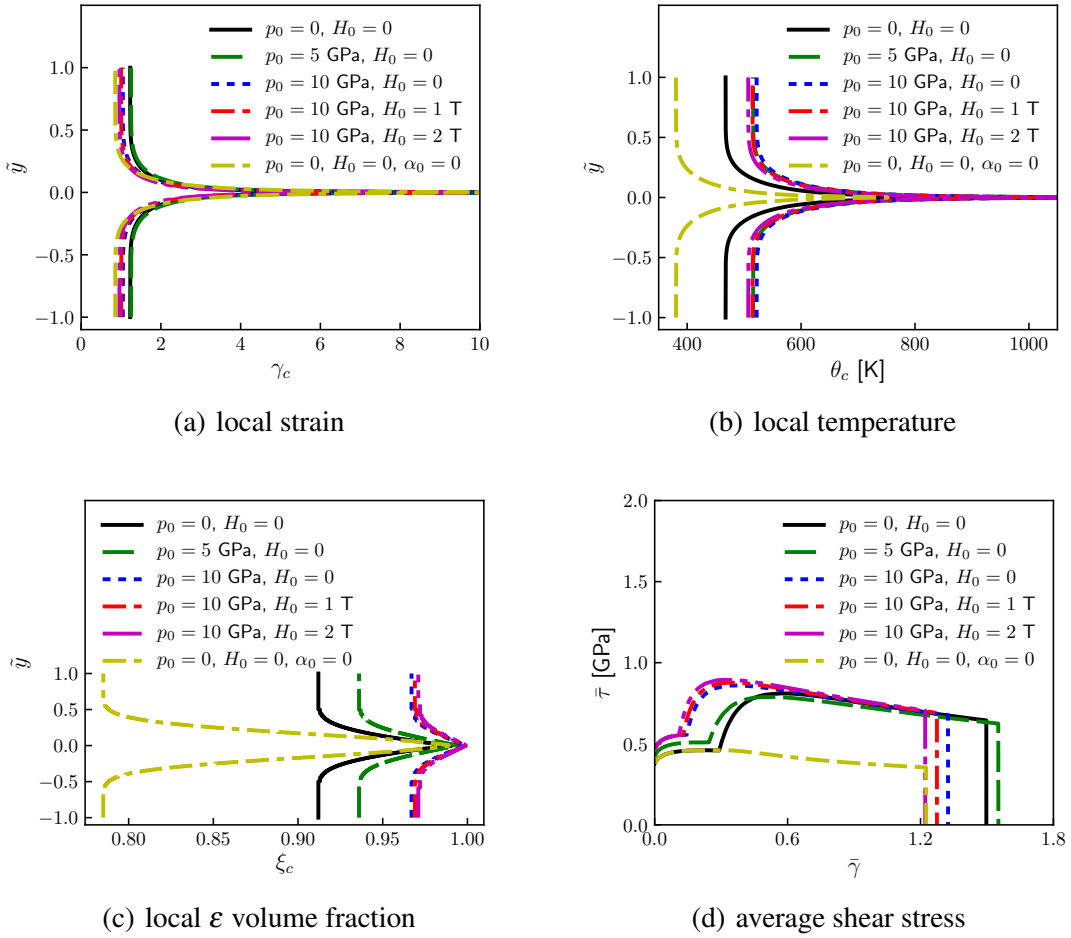 p₀ = 0, H₀ = 0
p₀ = 5 GPa, H₀ = 0
p₀ = 10 GPa, H₀ = 0
p₀ = 10 GPa, H₀ = 1 T
p₀ = 10 GPa, H₀ = 2 T
p₀ = 0, H₀ = 0, α₀ = 0
1.0
0.5
0.0
−0.5
−1.0
ỹ
0 2 4 6 8 10
γ_c
(a) local strain
p₀ = 0, H₀ = 0
p₀ = 5 GPa, H₀ = 0
p₀ = 10 GPa, H₀ = 0
p₀ = 10 GPa, H₀ = 1 T
p₀ = 10 GPa, H₀ = 2 T
p₀ = 0, H₀ = 0, α₀ = 0
1.0
0.5
0.0
−0.5
−1.0
ỹ
400 600 800 1000
θ_c [K]
(b) local temperature
p₀ = 0, H₀ = 0
p₀ = 5 GPa, H₀ = 0
p₀ = 10 GPa, H₀ = 0
p₀ = 10 GPa, H₀ = 1 T
p₀ = 10 GPa, H₀ = 2 T
p₀ = 0, H₀ = 0, α₀ = 0
ỹ
1.0
0.5
0.0
−0.5
−1.0
0.80 0.85 0.90 0.95 1.00
ξ_c
(c) local ε volume fraction
p₀ = 0, H₀ = 0
p₀ = 5 GPa, H₀ = 0
p₀ = 10 GPa, H₀ = 0
p₀ = 10 GPa, H₀ = 1 T
p₀ = 10 GPa, H₀ = 2 T
p₀ = 0, H₀ = 0, α₀ = 0
2.0
1.5
1.0
0.5
0.0
τ̄ [GPa]
0.0 0.6 1.2 1.8
γ̄
(d) average shear stress